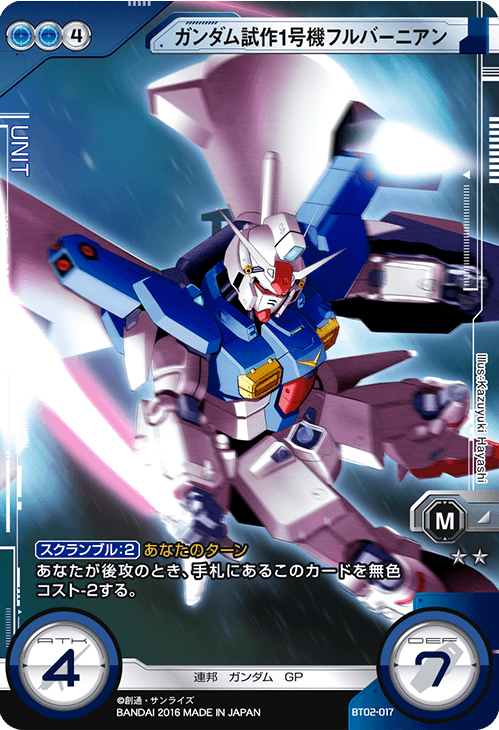 4
ガンダム試作1号機フルバーニアン
UNIT
Illus:Kazuyuki Hayashi
M
スクランブル:2 あなたのターン
あなたが後攻のとき、手札にあるこのカードを無色
コスト-2する。
ATK
4
DEF
7
連邦 ガンダム GP
©創通・サンライズ
BANDAI 2016 MADE IN JAPAN
BT02-017